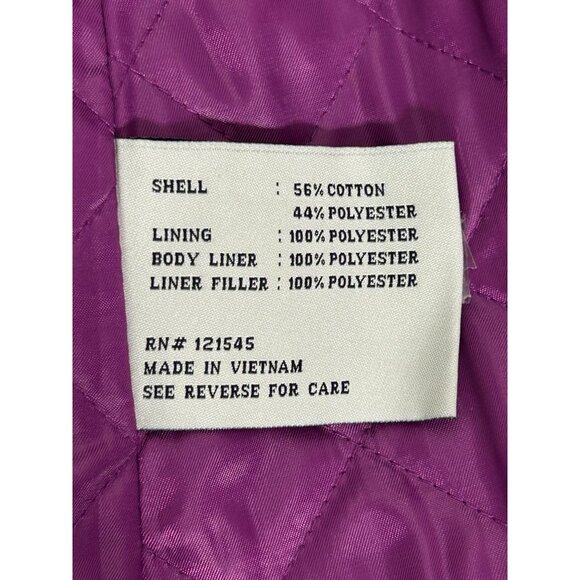 SHELL : 56% COTTON
44% POLYESTER
LINING : 100% POLYESTER
BODY LINER : 100% POLYESTER
LINER FILLER : 100% POLYESTER
RN# 121545
MADE IN VIETNAM
SEE REVERSE FOR CARE